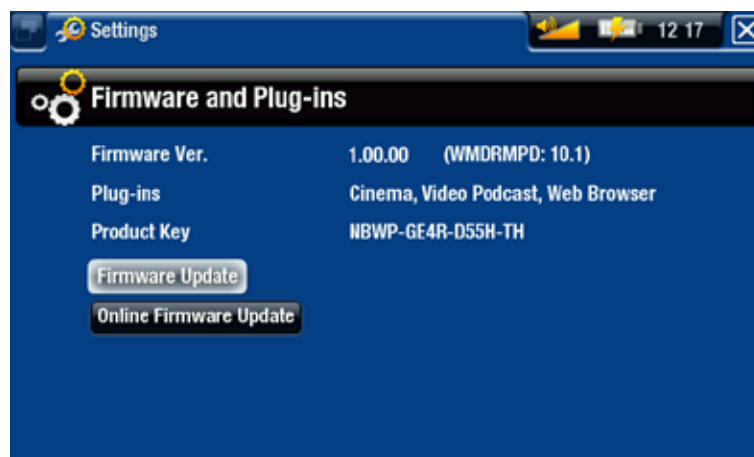 Settings 12 17
Firmware and Plug-ins
Firmware Ver. 1.00.00 (WMDRMPD: 10.1)
Plug-ins Cinema, Video Podcast, Web Browser
Product Key NBWP-GE4R-D55H-TH
Firmware Update
Online Firmware Update